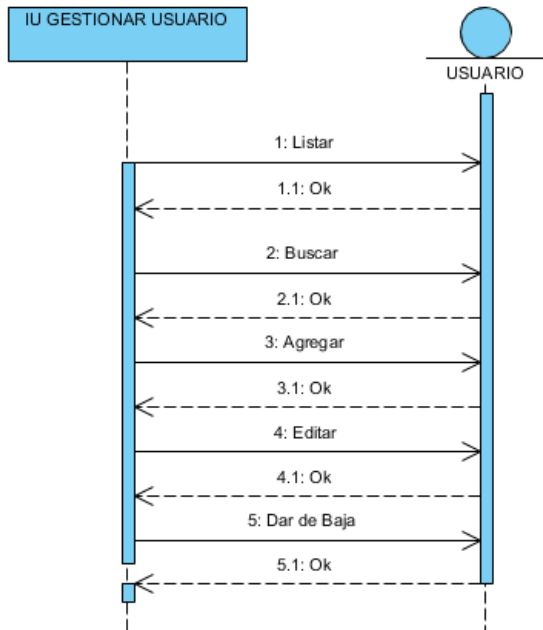 IU GESTIONAR USUARIO
USUARIO
1: Listar
1.1: Ok
2: Buscar
2.1: Ok
3: Agregar
3.1: Ok
4: Editar
4.1: Ok
5: Dar de Baja
5.1: Ok